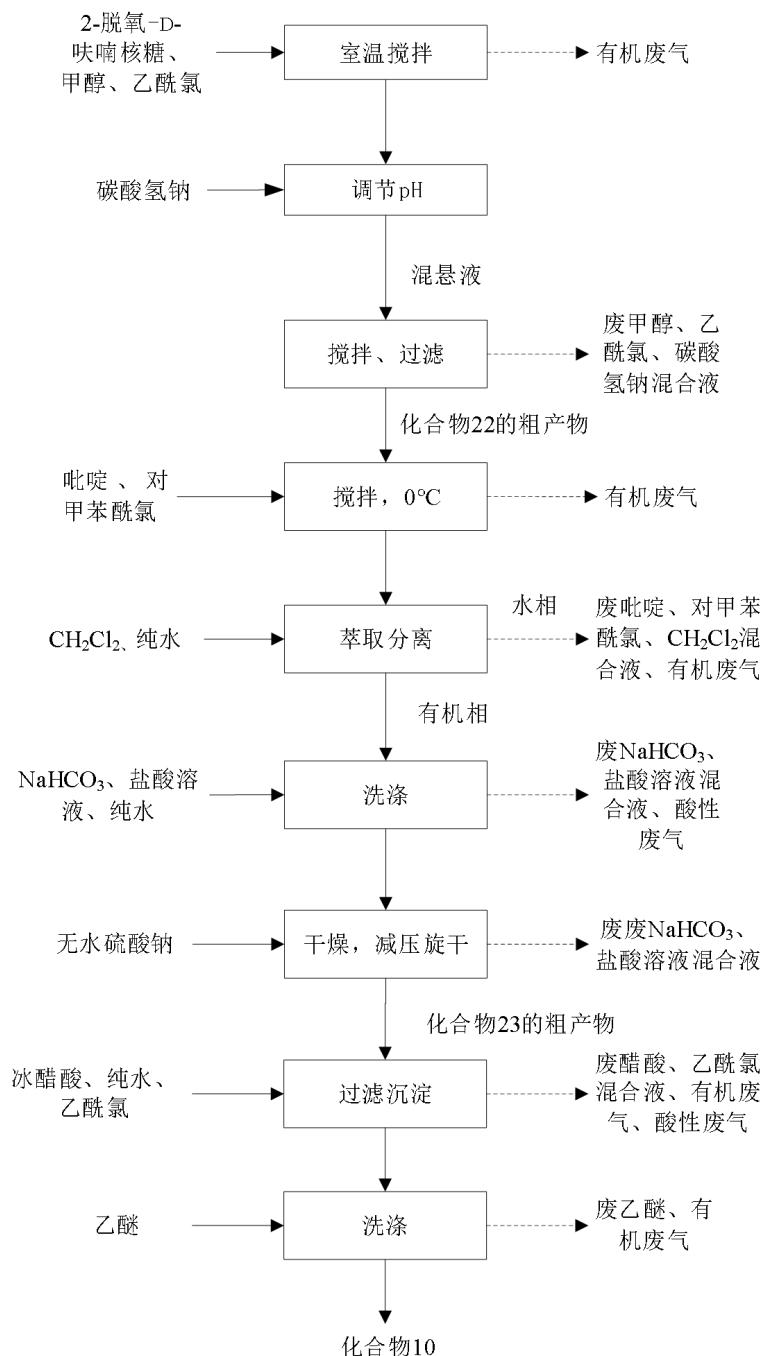 2-脱氧-D-
呋喃核糖、
甲醇、乙酰氯
室温搅拌
有机废气
碳酸氢钠
调节pH
混悬液
搅拌、过滤
废甲醇、乙
酰氯、碳酸
氢钠混合液
化合物22的粗产物
吡啶 、对
甲苯酰氯
搅拌，0℃
有机废气
CH₂Cl₂、纯水
萃取分离
水相
废吡啶、对甲苯
酰氯、CH₂Cl₂混
合液、有机废气
有机相
NaHCO₃、盐酸溶
液、纯水
洗涤
废NaHCO₃、
盐酸溶液混
合液、酸性
废气
无水硫酸钠
干燥，减压旋干
废废NaHCO₃、
盐酸溶液混合液
化合物23的粗产物
冰醋酸、纯水、
乙酰氯
过滤沉淀
废醋酸、乙酰氯
混合液、有机废
气、酸性废气
乙醚
洗涤
废乙醚、有
机废气
化合物10